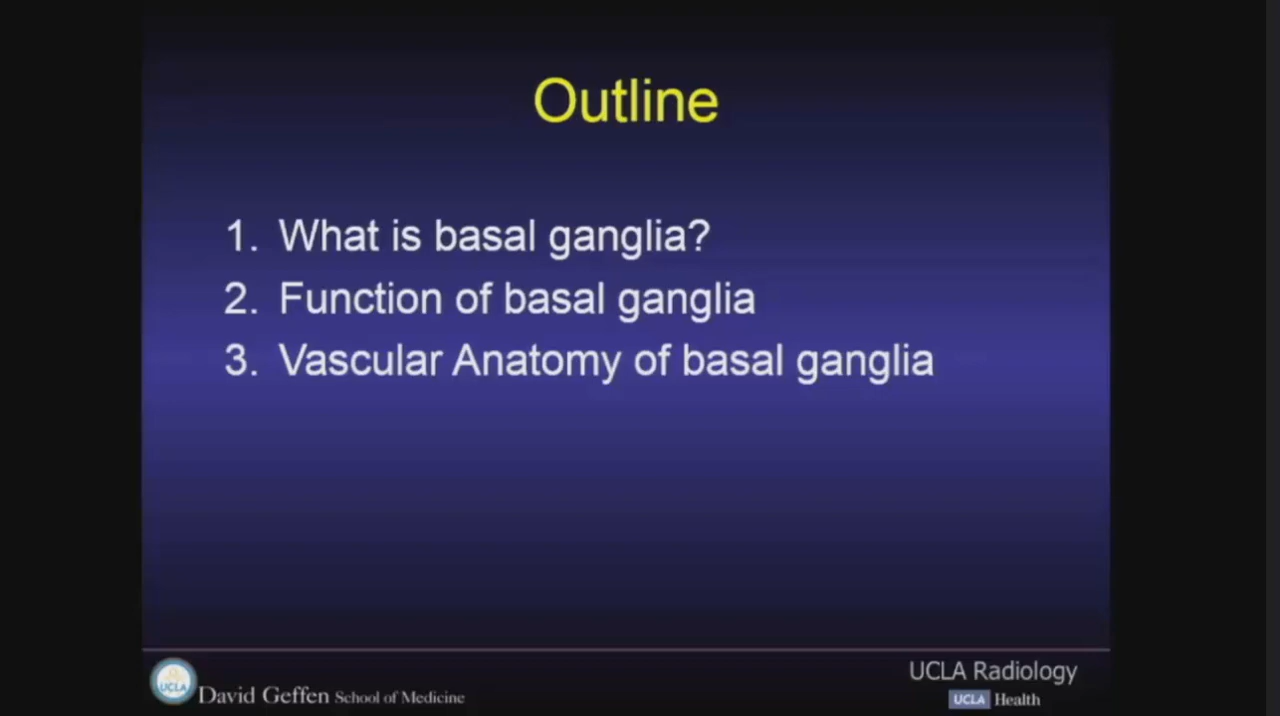 Outline
1. What is basal ganglia?
2. Function of basal ganglia
3. Vascular Anatomy of basal ganglia
UCLA
David Geffen School of Medicine
UCLA Radiology
UCLA Health